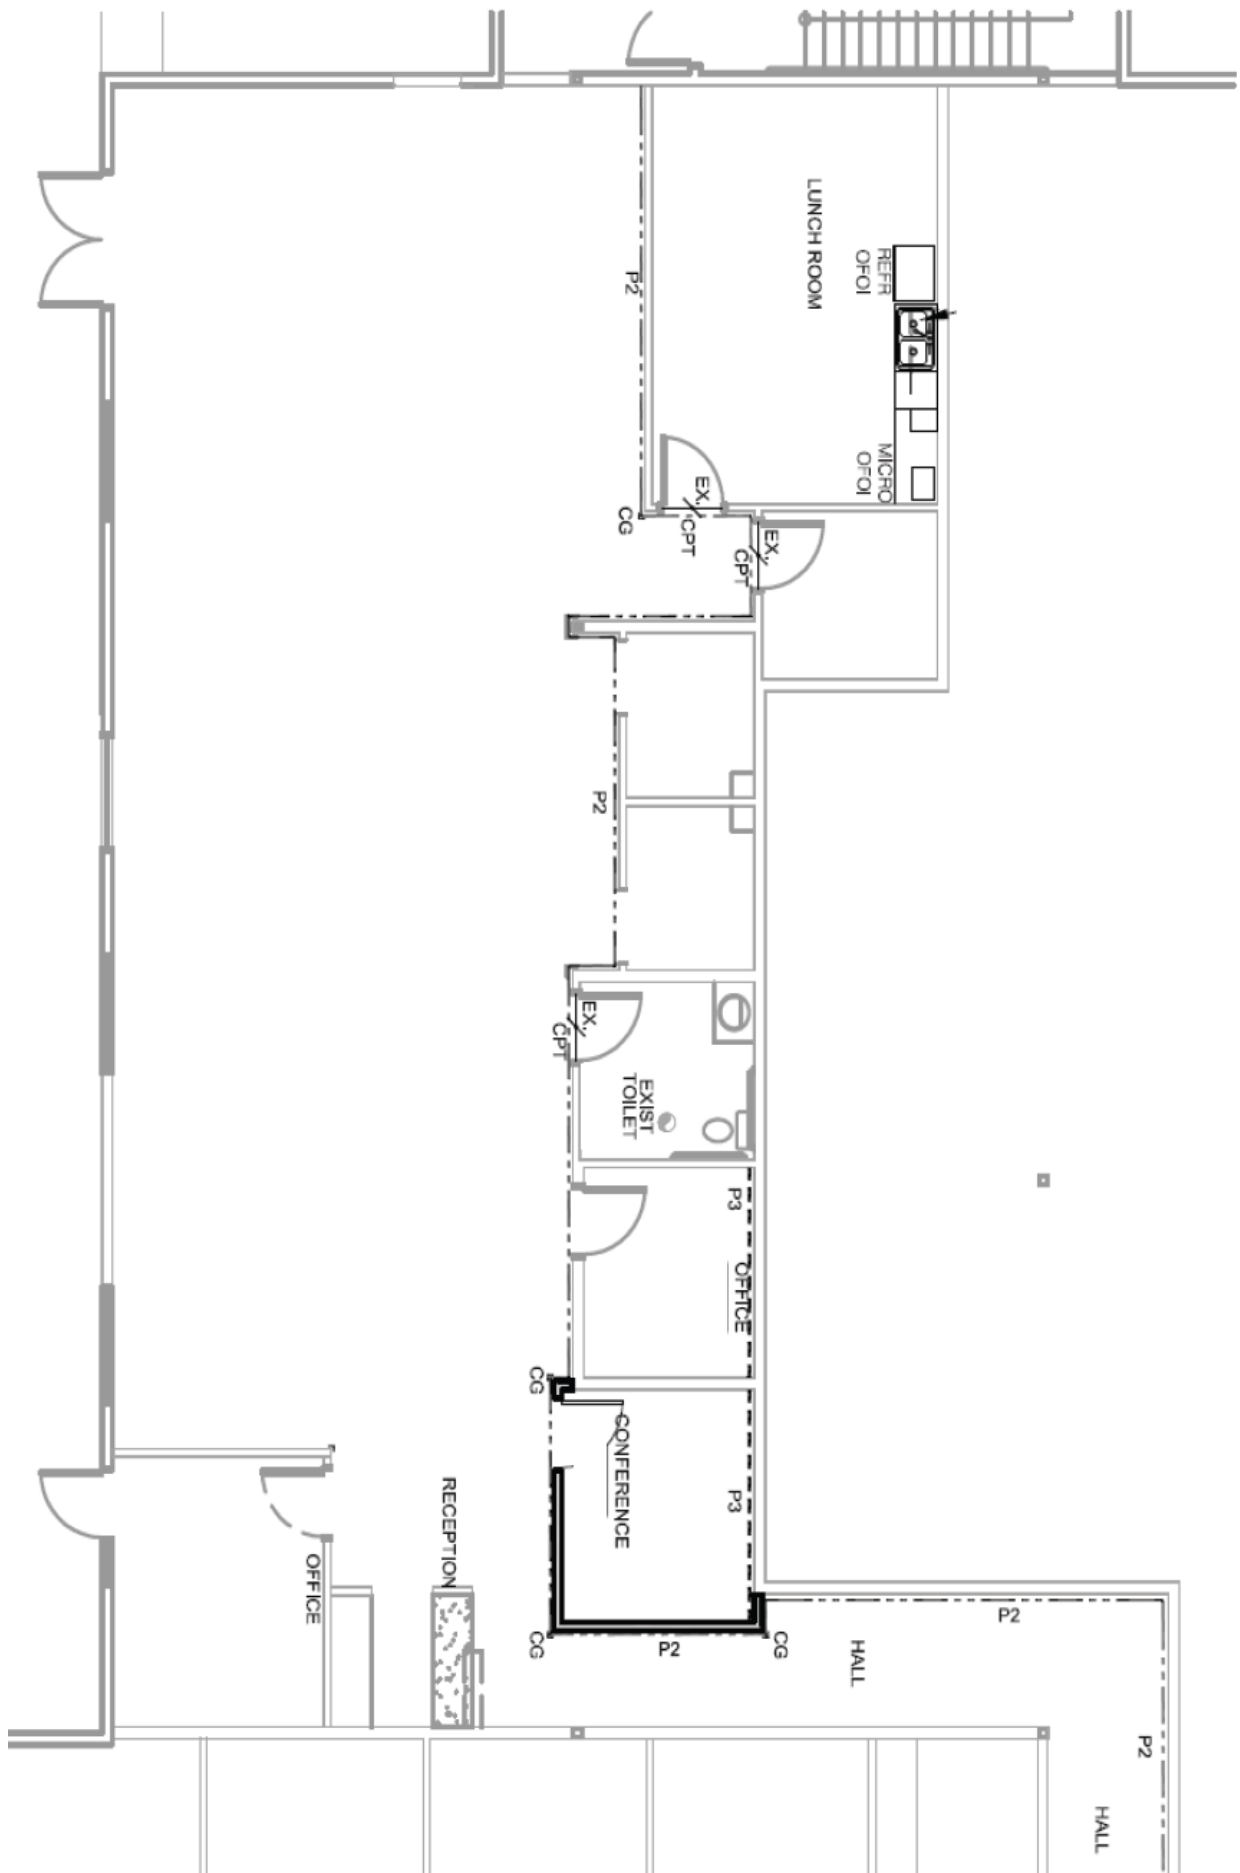 LUNCH ROOM
REFR
OFOI
P2
MICRO
OFOI
EX.
CPT
CG
EX.
CPT
P2
EX.
CPT
EXIST
TOILET
P3
OFFICE
CG
CONFERENCE
P3
RECEPTION
OFFICE
CG
P2
CG
P2
HALL
P2
HALL